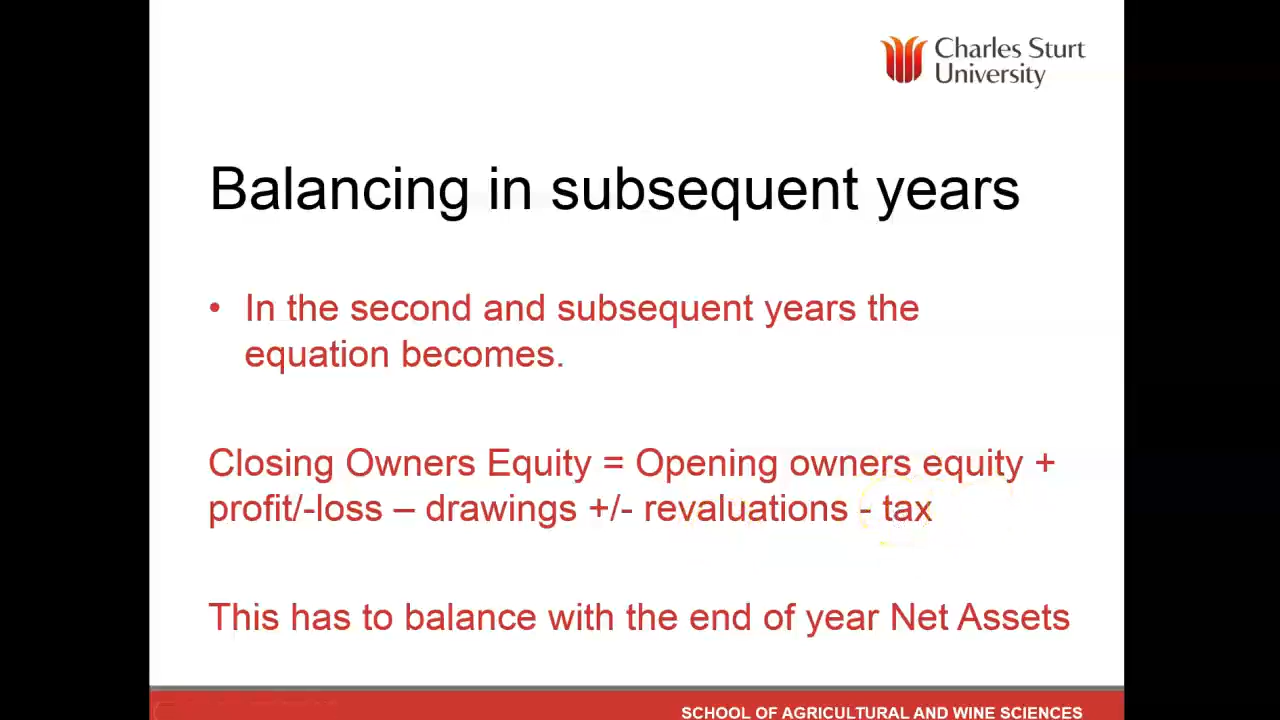 Charles Sturt
University
Balancing in subsequent years
• In the second and subsequent years the
equation becomes.
Closing Owners Equity = Opening owners equity +
profit/-loss – drawings +/- revaluations - tax
This has to balance with the end of year Net Assets
SCHOOL OF AGRICULTURAL AND WINE SCIENCES